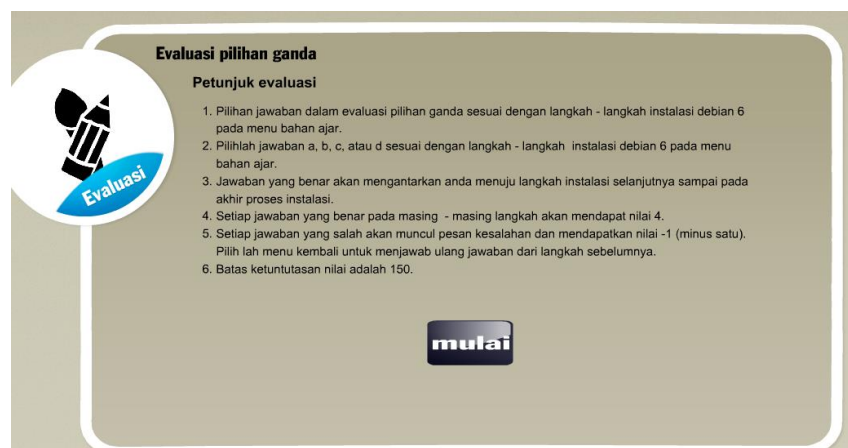 Evaluasi pilihan ganda
Petunjuk evaluasi
1. Pilihan jawaban dalam evaluasi pilihan ganda sesuai dengan langkah - langkah instalasi debian 6
pada menu bahan ajar.
2. Pilihlah jawaban a, b, c, atau d sesuai dengan langkah - langkah instalasi debian 6 pada menu
bahan ajar.
3. Jawaban yang benar akan mengantarkan anda menuju langkah instalasi selanjutnya sampai pada
akhir proses instalasi.
4. Setiap jawaban yang benar pada masing - masing langkah akan mendapat nilai 4.
5. Setiap jawaban yang salah akan muncul pesan kesalahan dan mendapatkan nilai -1 (minus satu).
Pilih lah menu kembali untuk menjawab ulang jawaban dari langkah sebelumnya.
6. Batas ketuntutasan nilai adalah 150.
Evaluasi
mulai